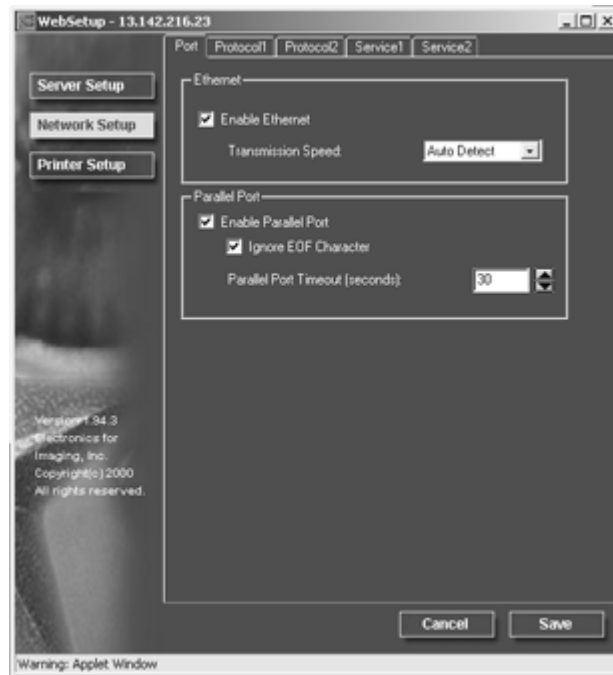 WebSetup - 13.142.216.23
Port Protocol1 Protocol2 Service1 Service2
Server Setup
Network Setup
Printer Setup
Ethernet
Enable Ethernet
Transmission Speed: Auto Detect
Parallel Port
Enable Parallel Port
Ignore EOF Character
Parallel Port Timeout (seconds): 30
Version 1.94.3
Electronics for
Imaging, Inc.
Copyright(c) 2000
All rights reserved.
Cancel Save
Warning: Applet Window